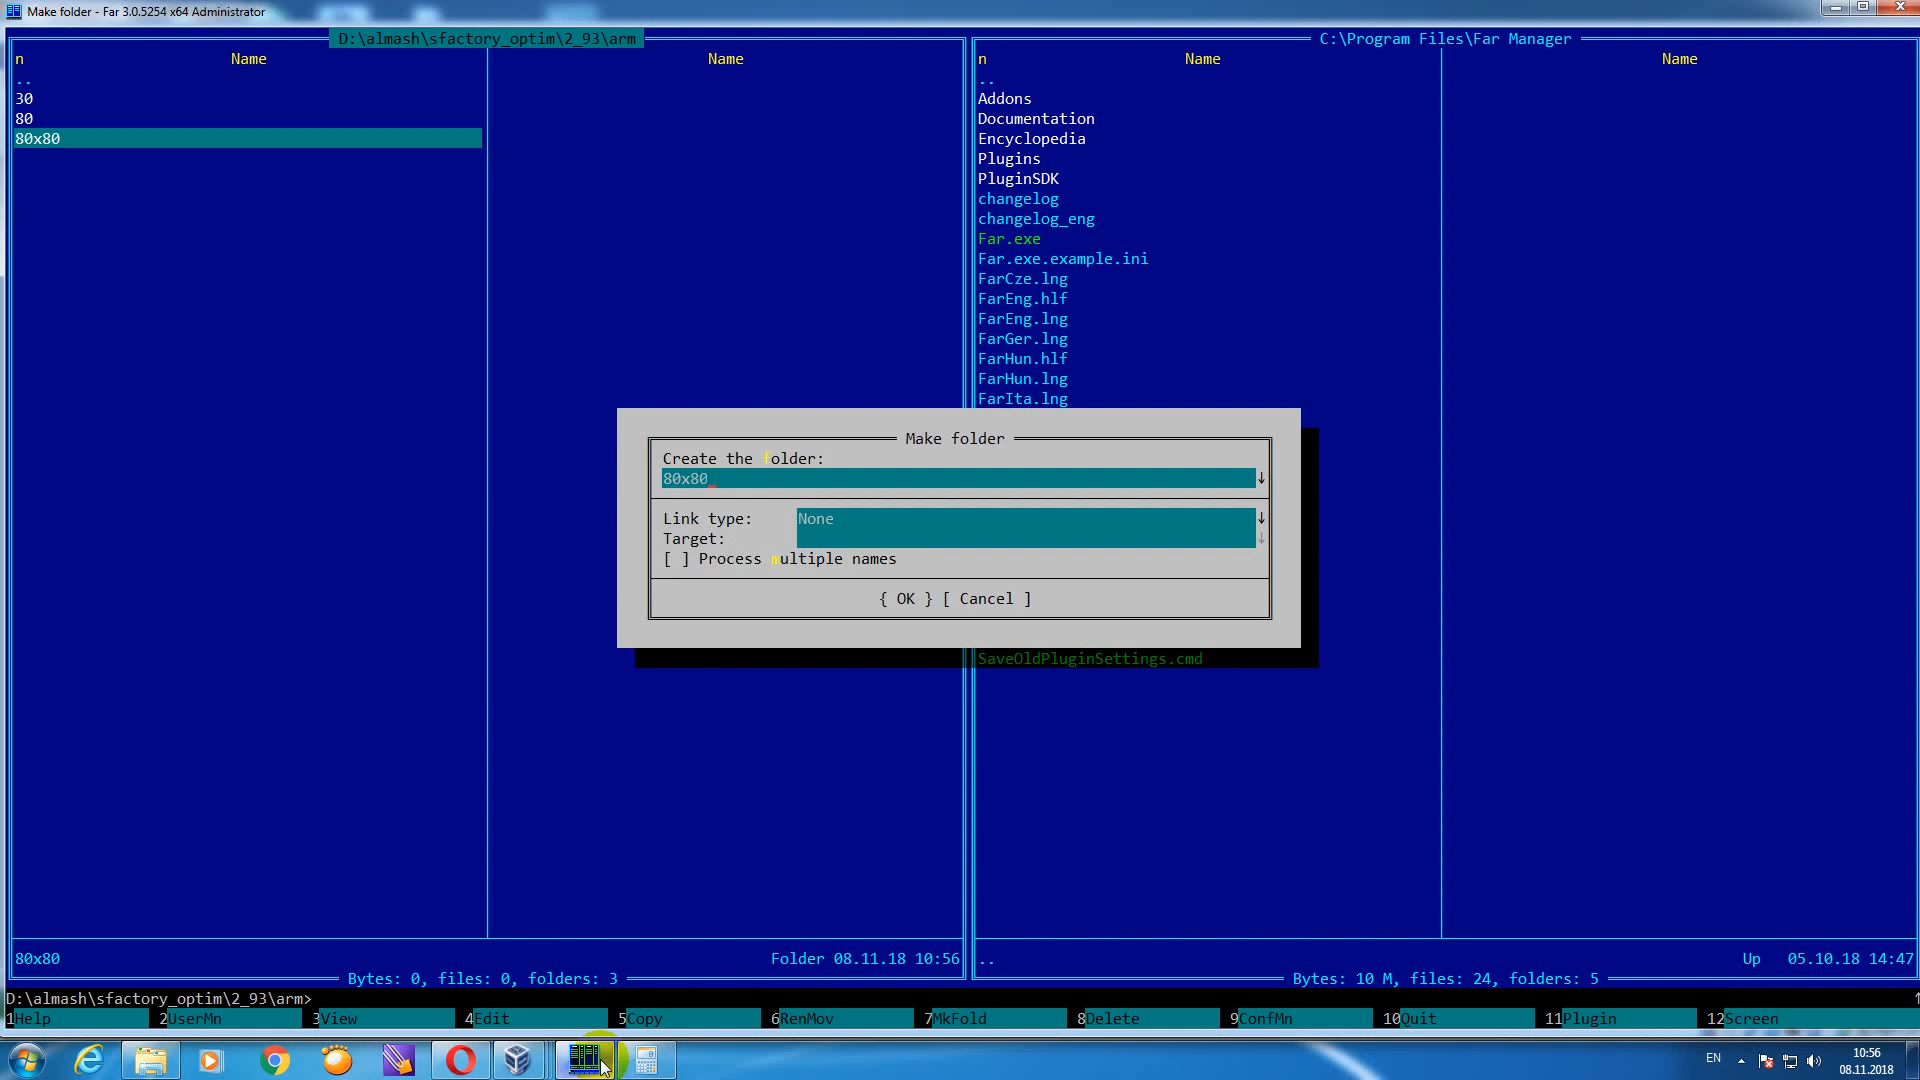 Make folder - Far 3.0.5254 x64 Administrator
D:\almash\sfactory_optim\2_93\arm
C:\Program Files\Far Manager
n Name Name
n Name Name
..
30
80
80x80
..
Addons
Documentation
Encyclopedia
Plugins
PluginSDK
changelog
changelog_eng
Far.exe
Far.exe.example.ini
FarCze.lng
FarEng.hlf
FarEng.lng
FarGer.lng
FarHun.hlf
FarHun.lng
FarIta.lng
Make folder
Create the folder:
80x80
Link type: None
Target:
[ ] Process multiple names
{ OK } [ Cancel ]
SaveOldPluginSettings.cmd
80x80 Folder 08.11.18 10:56
.. Up 05.10.18 14:47
Bytes: 0, files: 0, folders: 3
Bytes: 10 M, files: 24, folders: 5
D:\almash\sfactory_optim\2_93\arm>
1Help 2UserMn 3View 4Edit 5Copy 6RenMov 7MkFold 8Delete 9ConfMn 10Quit 11Plugin 12Screen
EN
10:56
08.11.2018